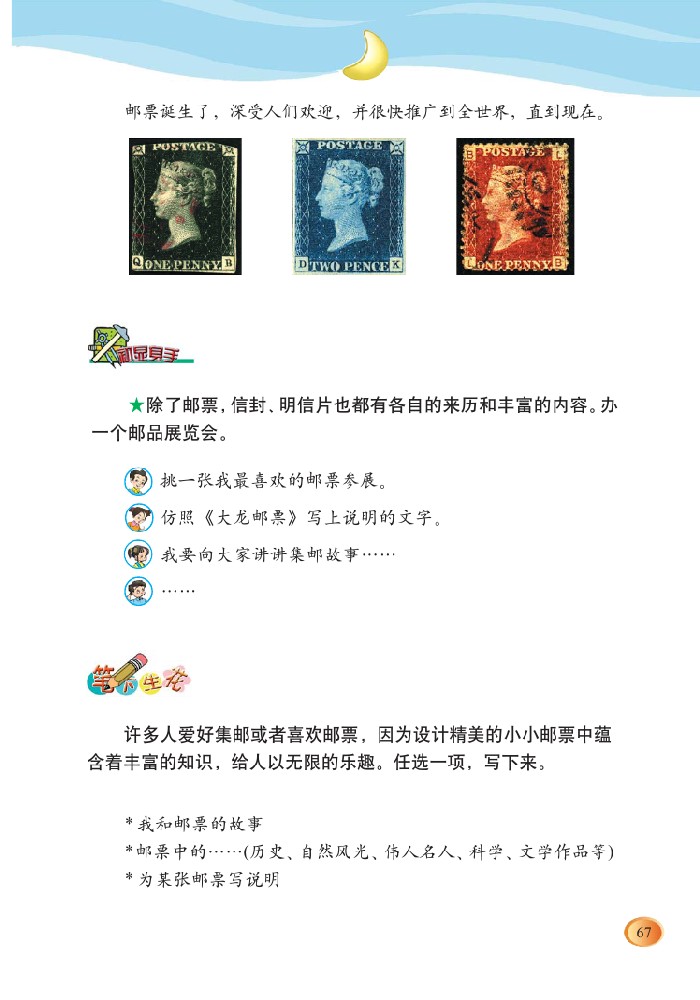 邮票诞生了，深受人们欢迎，并很快推广到全世界，直到现在。
POSTAGE
ONE PENNY
Q B
POSTAGE
D TWO PENCE K
B POSTAGE L
L ONE PENNY B
显身手
★除了邮票，信封、明信片也都有各自的来历和丰富的内容。办
一个邮品展览会。
挑一张我最喜欢的邮票参展。
仿照《大龙邮票》写上说明的文字。
我要向大家讲讲集邮故事……
……
笔下生花
许多人爱好集邮或者喜欢邮票，因为设计精美的小小邮票中蕴
含着丰富的知识，给人以无限的乐趣。任选一项，写下来。
*我和邮票的故事
*邮票中的……(历史、自然风光、伟人名人、科学、文学作品等)
*为某张邮票写说明
67